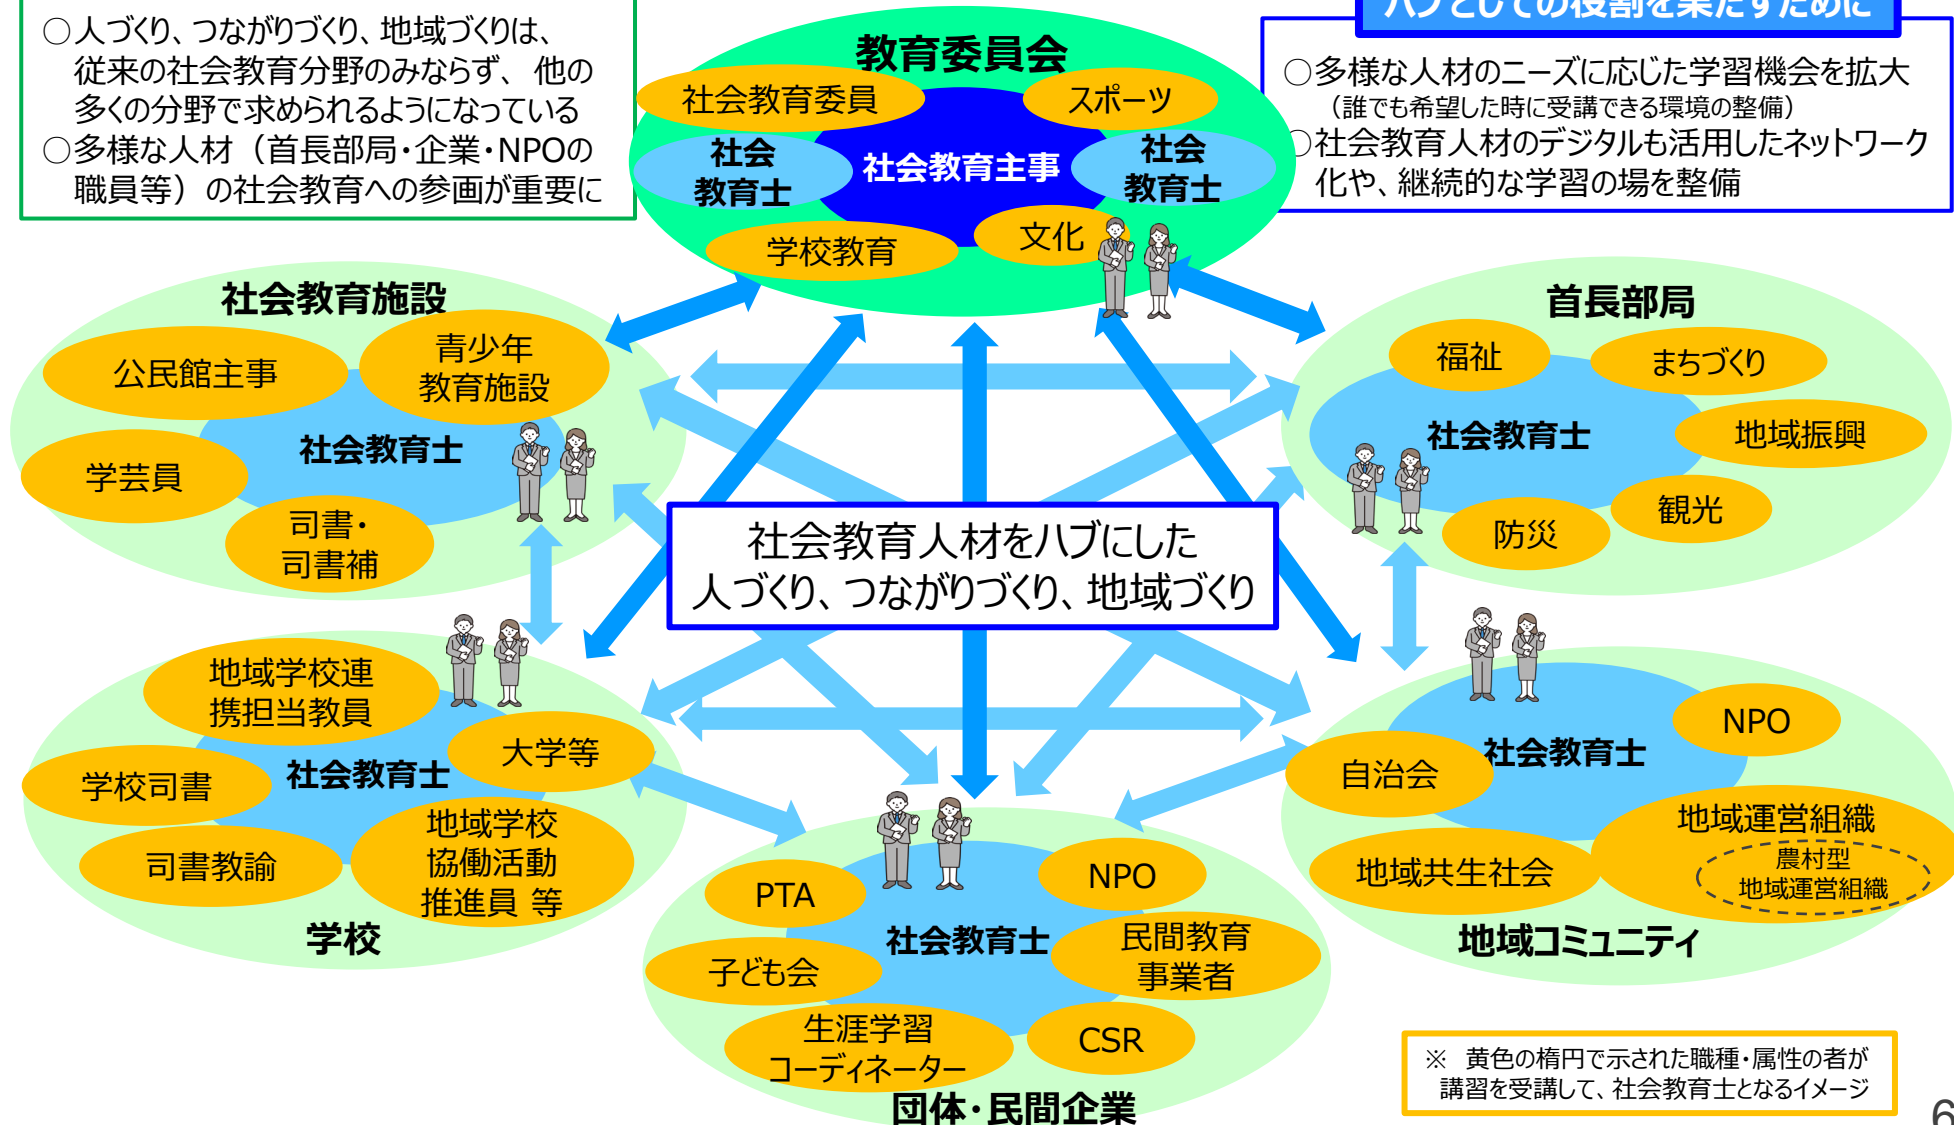 ○人づくり、つながりづくり、地域づくりは、
従来の社会教育分野のみならず、他の
多くの分野で求められるようになっている
○多様な人材（首長部局・企業・NPOの
職員等）の社会教育への参画が重要に
ハブとしての役割を果たすために
○多様な人材のニーズに応じた学習機会を拡大
（誰でも希望した時に受講できる環境の整備）
○社会教育人材のデジタルも活用したネットワーク
化や、継続的な学習の場を整備
教育委員会
社会教育委員
スポーツ
社会
教育士
社会教育主事
社会
教育士
学校教育
文化
社会教育施設
公民館主事
青少年
教育施設
社会教育士
学芸員
司書・
司書補
首長部局
福祉
まちづくり
社会教育士
地域振興
観光
防災
社会教育人材をハブにした
人づくり、つながりづくり、地域づくり
地域学校連
携担当教員
大学等
社会教育士
学校司書
司書教諭
地域学校
協働活動
推進員 等
学校
PTA
NPO
社会教育士
子ども会
民間教育
事業者
生涯学習
コーディネーター
CSR
団体・民間企業
NPO
社会教育士
自治会
地域運営組織
農村型
地域運営組織
地域共生社会
地域コミュニティ
※ 黄色の楕円で示された職種・属性の者が
講習を受講して、社会教育士となるイメージ
6